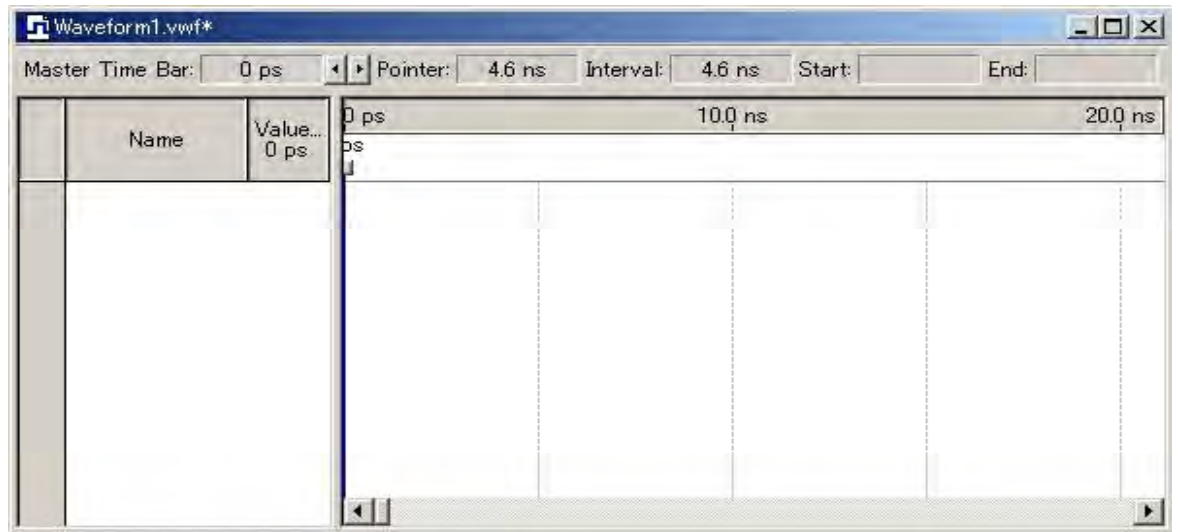 Waveform1.vwf*
Master Time Bar: 0 ps Pointer: 4.6 ns Interval: 4.6 ns Start: End:
Name Value... 0 ps
0 ps 10.0 ns 20.0 ns
ps